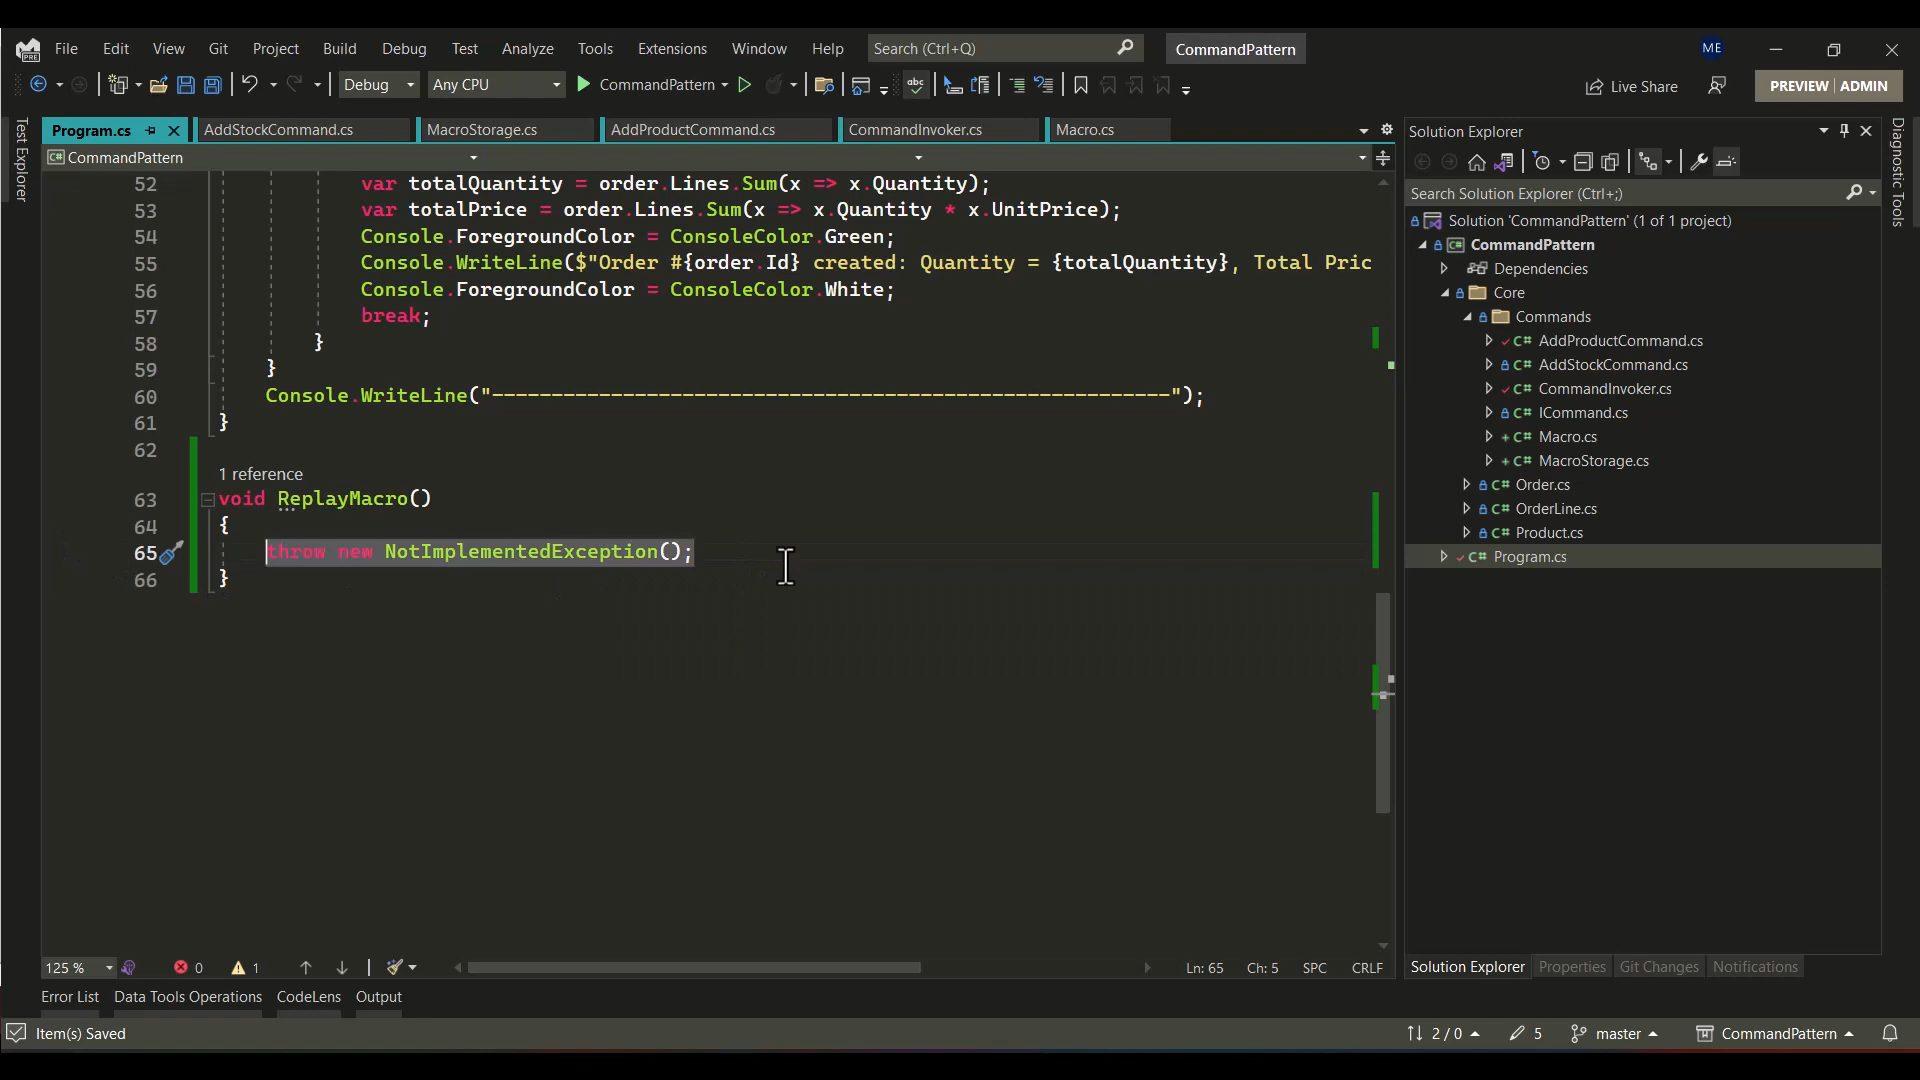 PRE File Edit View Git Project Build Debug Test Analyze Tools Extensions Window Help Search (Ctrl+Q) CommandPattern ME
Debug Any CPU CommandPattern abc Live Share PREVIEW | ADMIN
Program.cs AddStockCommand.cs MacroStorage.cs AddProductCommand.cs CommandInvoker.cs Macro.cs
C# CommandPattern
Test Explorer
52 var totalQuantity = order.Lines.Sum(x => x.Quantity);
53 var totalPrice = order.Lines.Sum(x => x.Quantity * x.UnitPrice);
54 Console.ForegroundColor = ConsoleColor.Green;
55 Console.WriteLine($"Order #{order.Id} created: Quantity = {totalQuantity}, Total Pric
56 Console.ForegroundColor = ConsoleColor.White;
57 break;
58 }
59 }
60 Console.WriteLine("---------------------------------------------------------");
61 }
62
1 reference
63 void ReplayMacro()
64 {
65 throw new NotImplementedException();
66 }
Solution Explorer
Search Solution Explorer (Ctrl+;)
Solution 'CommandPattern' (1 of 1 project)
C# CommandPattern
Dependencies
Core
Commands
C# AddProductCommand.cs
C# AddStockCommand.cs
C# CommandInvoker.cs
C# ICommand.cs
C# Macro.cs
C# MacroStorage.cs
C# Order.cs
C# OrderLine.cs
C# Product.cs
C# Program.cs
Diagnostic Tools
125 % 0 1 Ln: 65 Ch: 5 SPC CRLF
Solution Explorer Properties Git Changes Notifications
Error List Data Tools Operations CodeLens Output
Item(s) Saved 2 / 0 5 master CommandPattern